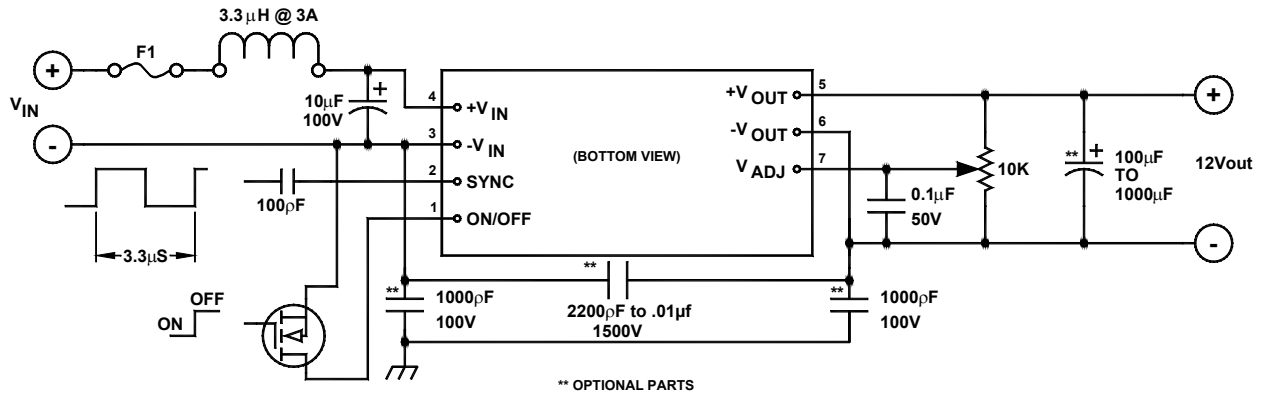 3.3 µH @ 3A
F1
+
VIN
-
10µF
100V
+
4
+VIN
3
-VIN
2
SYNC
1
ON/OFF
(BOTTOM VIEW)
+VOUT
5
-VOUT
6
VADJ
7
10K
0.1µF
50V
**
+
100µF
TO
1000µF
+
12Vout
-
100ρF
3.3µS
OFF
ON
**
1000ρF
100V
**
2200ρF to .01µf
1500V
**
1000ρF
100V
** OPTIONAL PARTS